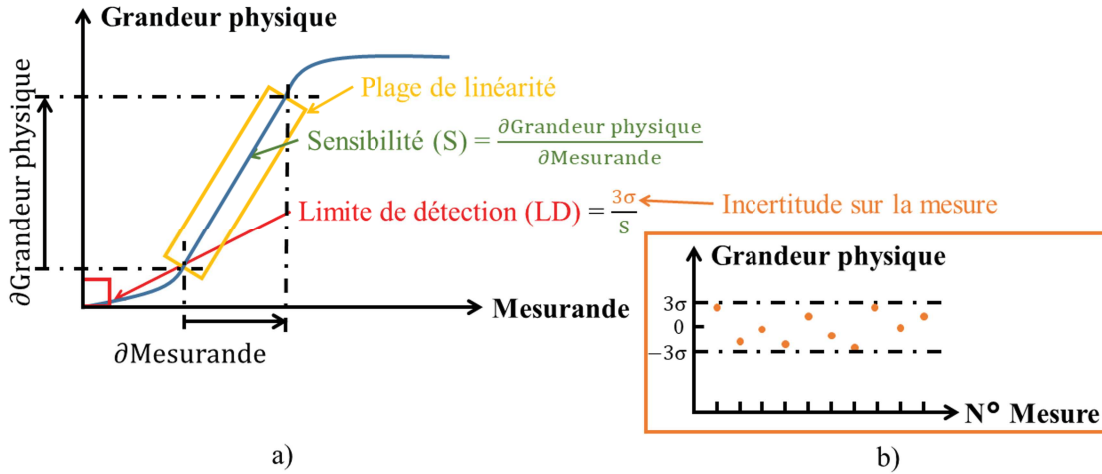 Grandeur physique
∂Grandeur physique
Plage de linéarité
Sensibilité (S) = ∂Grandeur physique / ∂Mesurande
Limite de détection (LD) = 3σ / S
Incertitude sur la mesure
Mesurande
∂Mesurande
a)
Grandeur physique
3σ
0
−3σ
N° Mesure
b)